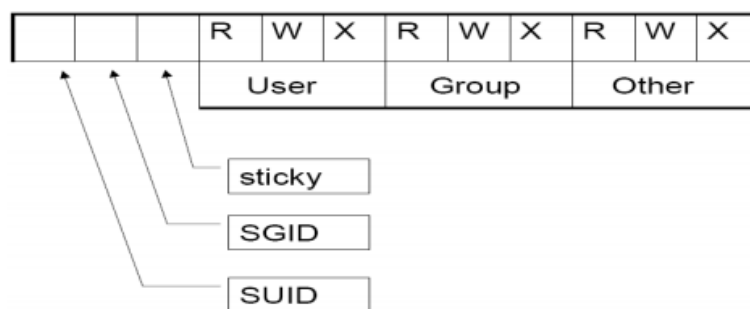 R W X R W X R W X
User Group Other
sticky
SGID
SUID